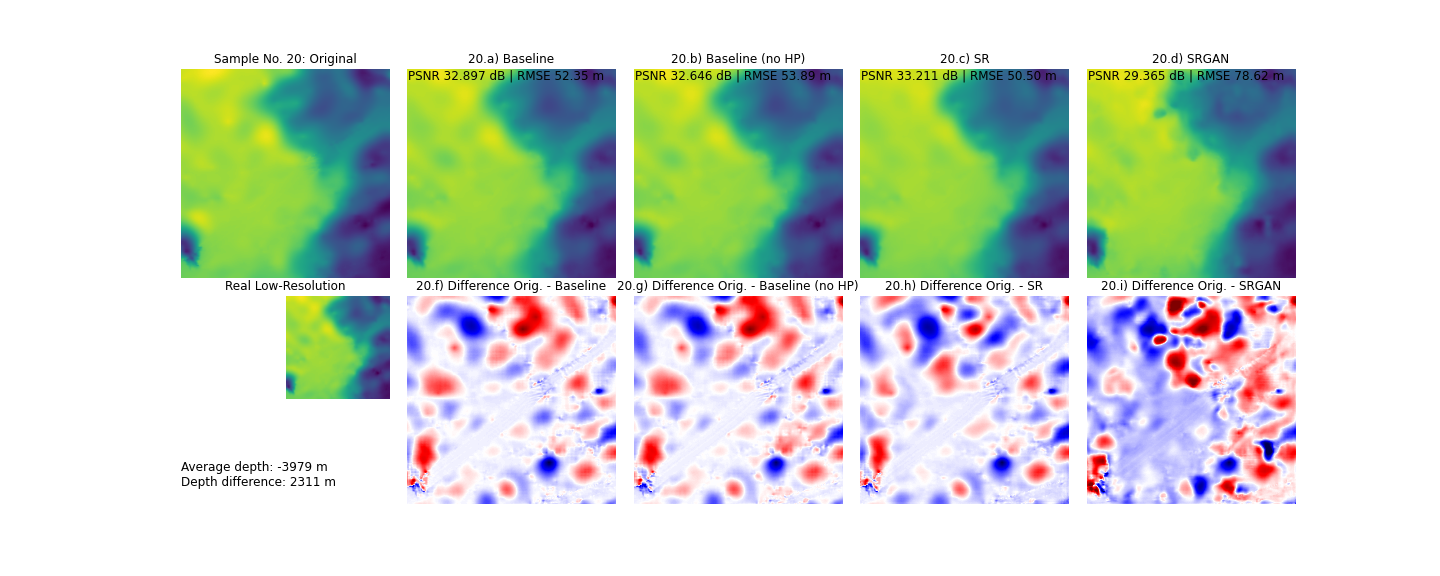 Sample No. 20: Original
20.a) Baseline
20.b) Baseline (no HP)
20.c) SR
20.d) SRGAN
PSNR 32.897 dB | RMSE 52.35 m
PSNR 32.646 dB | RMSE 53.89 m
PSNR 33.211 dB | RMSE 50.50 m
PSNR 29.365 dB | RMSE 78.62 m
Real Low-Resolution
20.f) Difference Orig. - Baseline
20.g) Difference Orig. - Baseline (no HP)
20.h) Difference Orig. - SR
20.i) Difference Orig. - SRGAN
Average depth: -3979 m
Depth difference: 2311 m